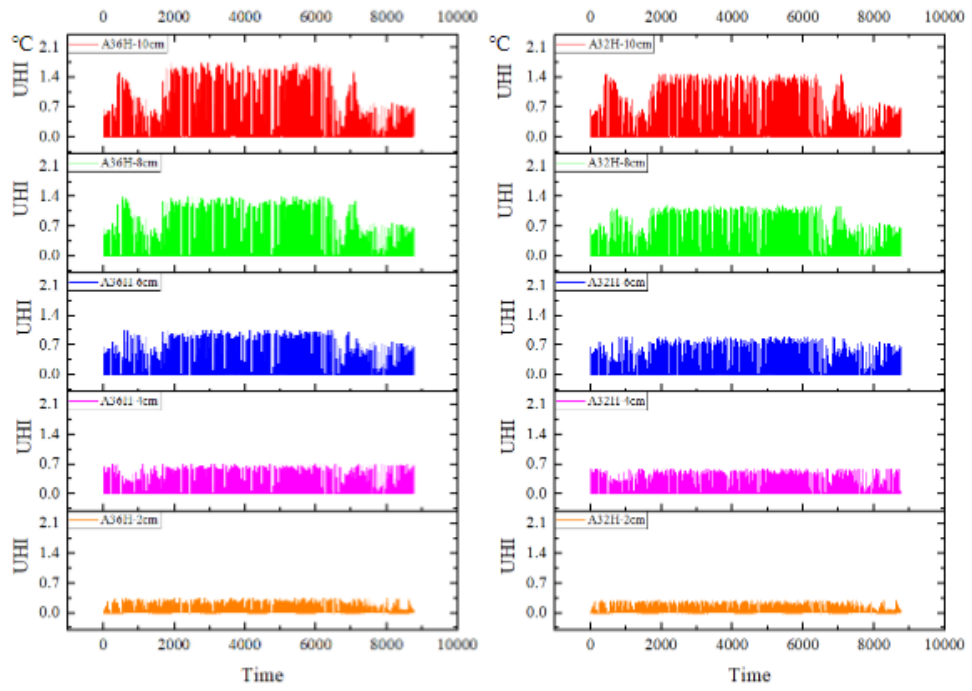 0 2000 4000 6000 8000 10000 0 2000 4000 6000 8000 10000
°C °C
A36H-10cm A32H-10cm
2.1 2.1
1.4 1.4
0.7 0.7
0.0 0.0
UHI UHI
A36H-8cm A32H-8cm
2.1 2.1
1.4 1.4
0.7 0.7
0.0 0.0
UHI UHI
A36H-6cm A32H-6cm
2.1 2.1
1.4 1.4
0.7 0.7
0.0 0.0
UHI UHI
A36H-4cm A32H-4cm
2.1 2.1
1.4 1.4
0.7 0.7
0.0 0.0
UHI UHI
A36H-2cm A32H-2cm
2.1 2.1
1.4 1.4
0.7 0.7
0.0 0.0
UHI UHI
0 2000 4000 6000 8000 10000 0 2000 4000 6000 8000 10000
Time Time